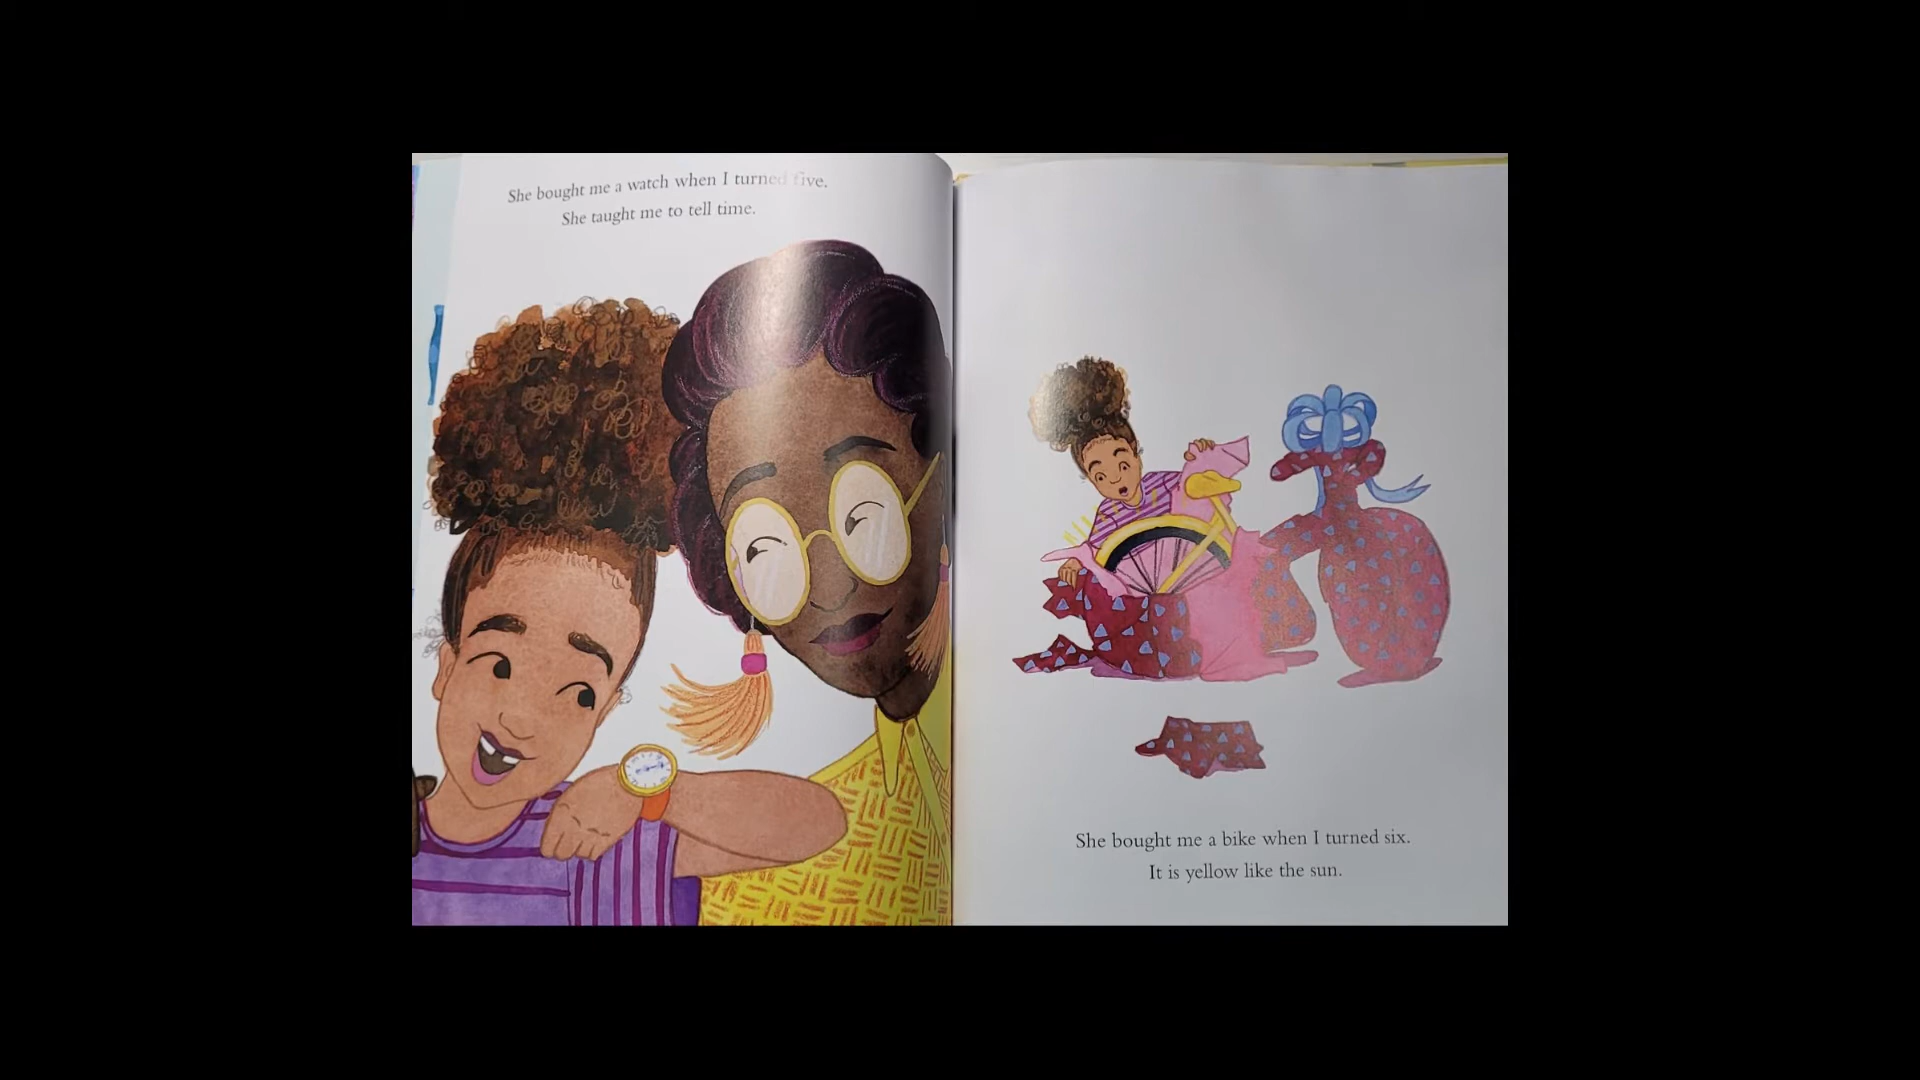 She bought me a watch when I turned five.
She taught me to tell time.
She bought me a bike when I turned six.
It is yellow like the sun.